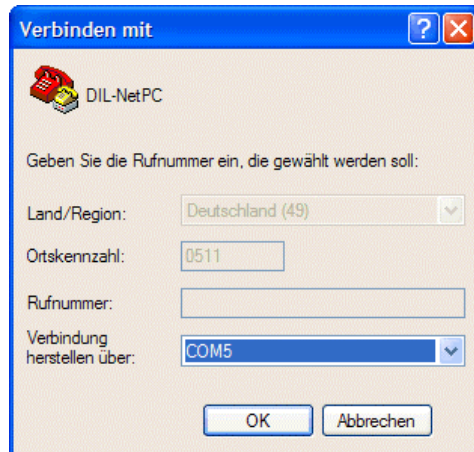 Verbinden mit
DIL-NetPC
Geben Sie die Rufnummer ein, die gewählt werden soll:
Land/Region: Deutschland (49)
Ortskennzahl: 0511
Rufnummer:
Verbindung
herstellen über: COM5
OK Abbrechen